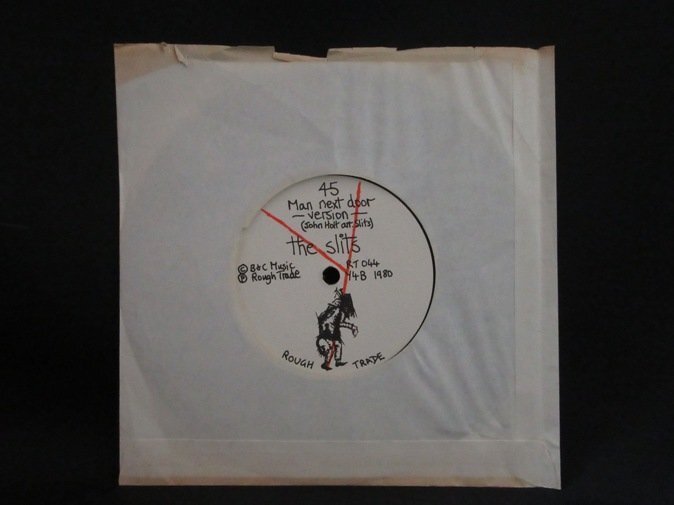 45
Man next door
— version —
(John Holt arr. Slits)
the slits
© B&C Music
℗ Rough Trade
RT 044
Y4B 1980
ROUGH TRADE